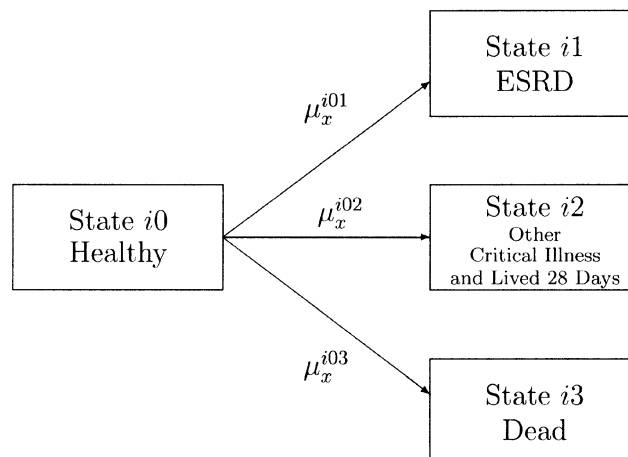 State i1
ESRD
μ_x^{i01}
State i0
Healthy
μ_x^{i02}
State i2
Other
Critical Illness
and Lived 28 Days
μ_x^{i03}
State i3
Dead